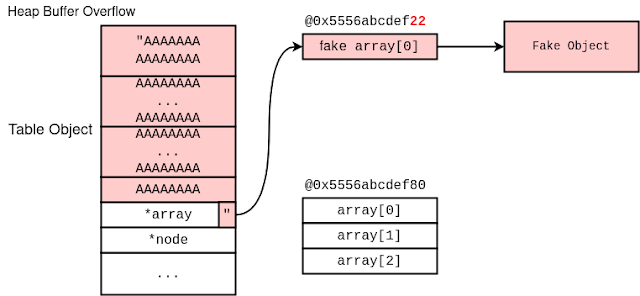 Heap Buffer Overflow
"AAAAAAA
AAAAAAAA
AAAAAAAA
...
AAAAAAAA
Table Object
AAAAAAAA
...
AAAAAAAA
AAAAAAAA
*array "
*node
...
@0x5556abcdef22
fake array[0]
Fake Object
@0x5556abcdef80
array[0]
array[1]
array[2]